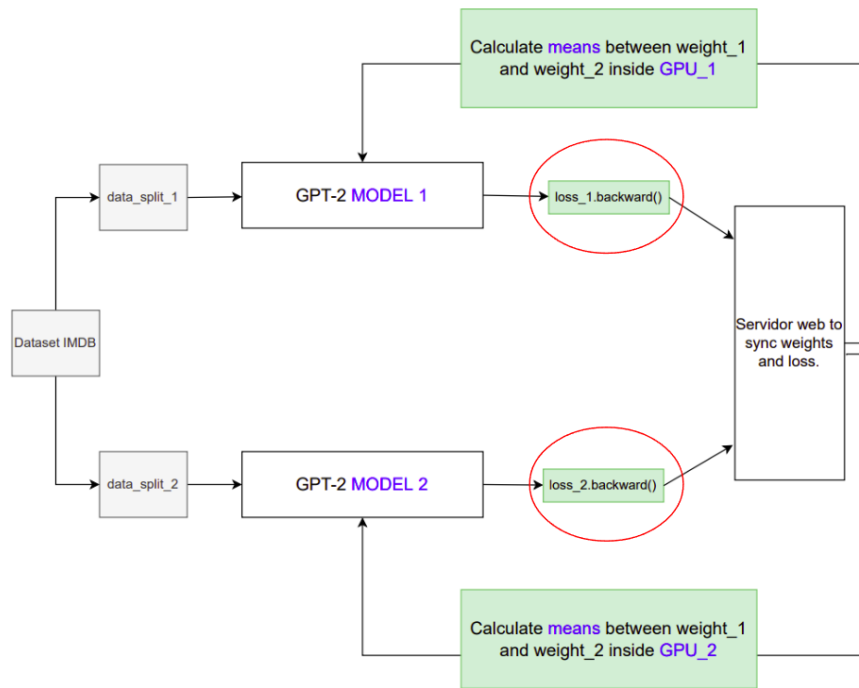 Calculate means between weight_1
and weight_2 inside GPU_1
data_split_1
GPT-2 MODEL 1
loss_1.backward()
Dataset IMDB
Servidor web to
sync weights
and loss.
data_split_2
GPT-2 MODEL 2
loss_2.backward()
Calculate means between weight_1
and weight_2 inside GPU_2